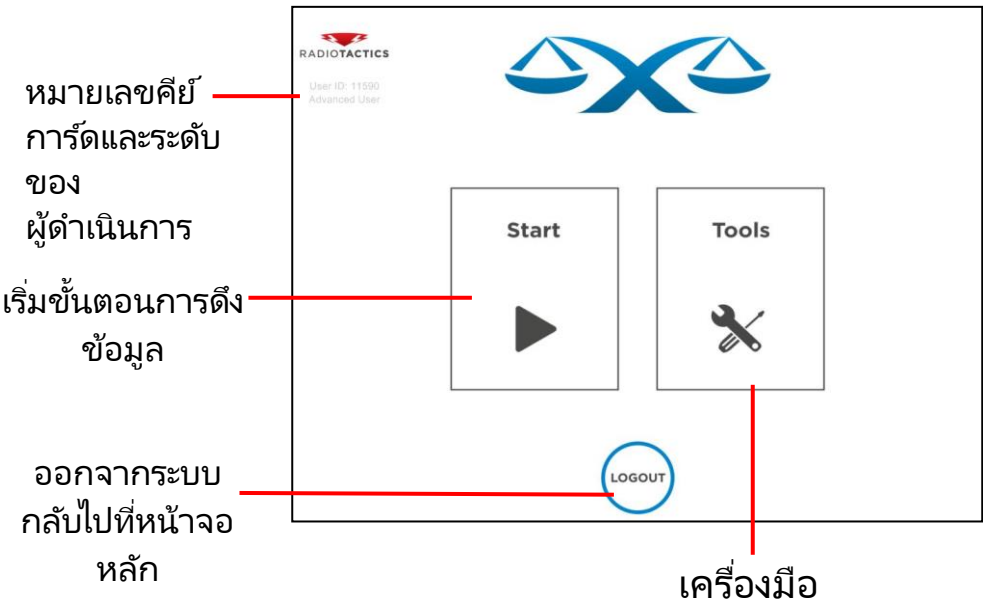 RADIOTACTICS
User ID: 11590
Advanced User
หมายเลขคีย์
การ์ดและระดับ
ของ
ผู้ดำเนินการ
Start
Tools
เริ่มขั้นตอนการดึง
ข้อมูล
LOGOUT
ออกจากระบบ
กลับไปที่หน้าจอ
หลัก
เครื่องมือ